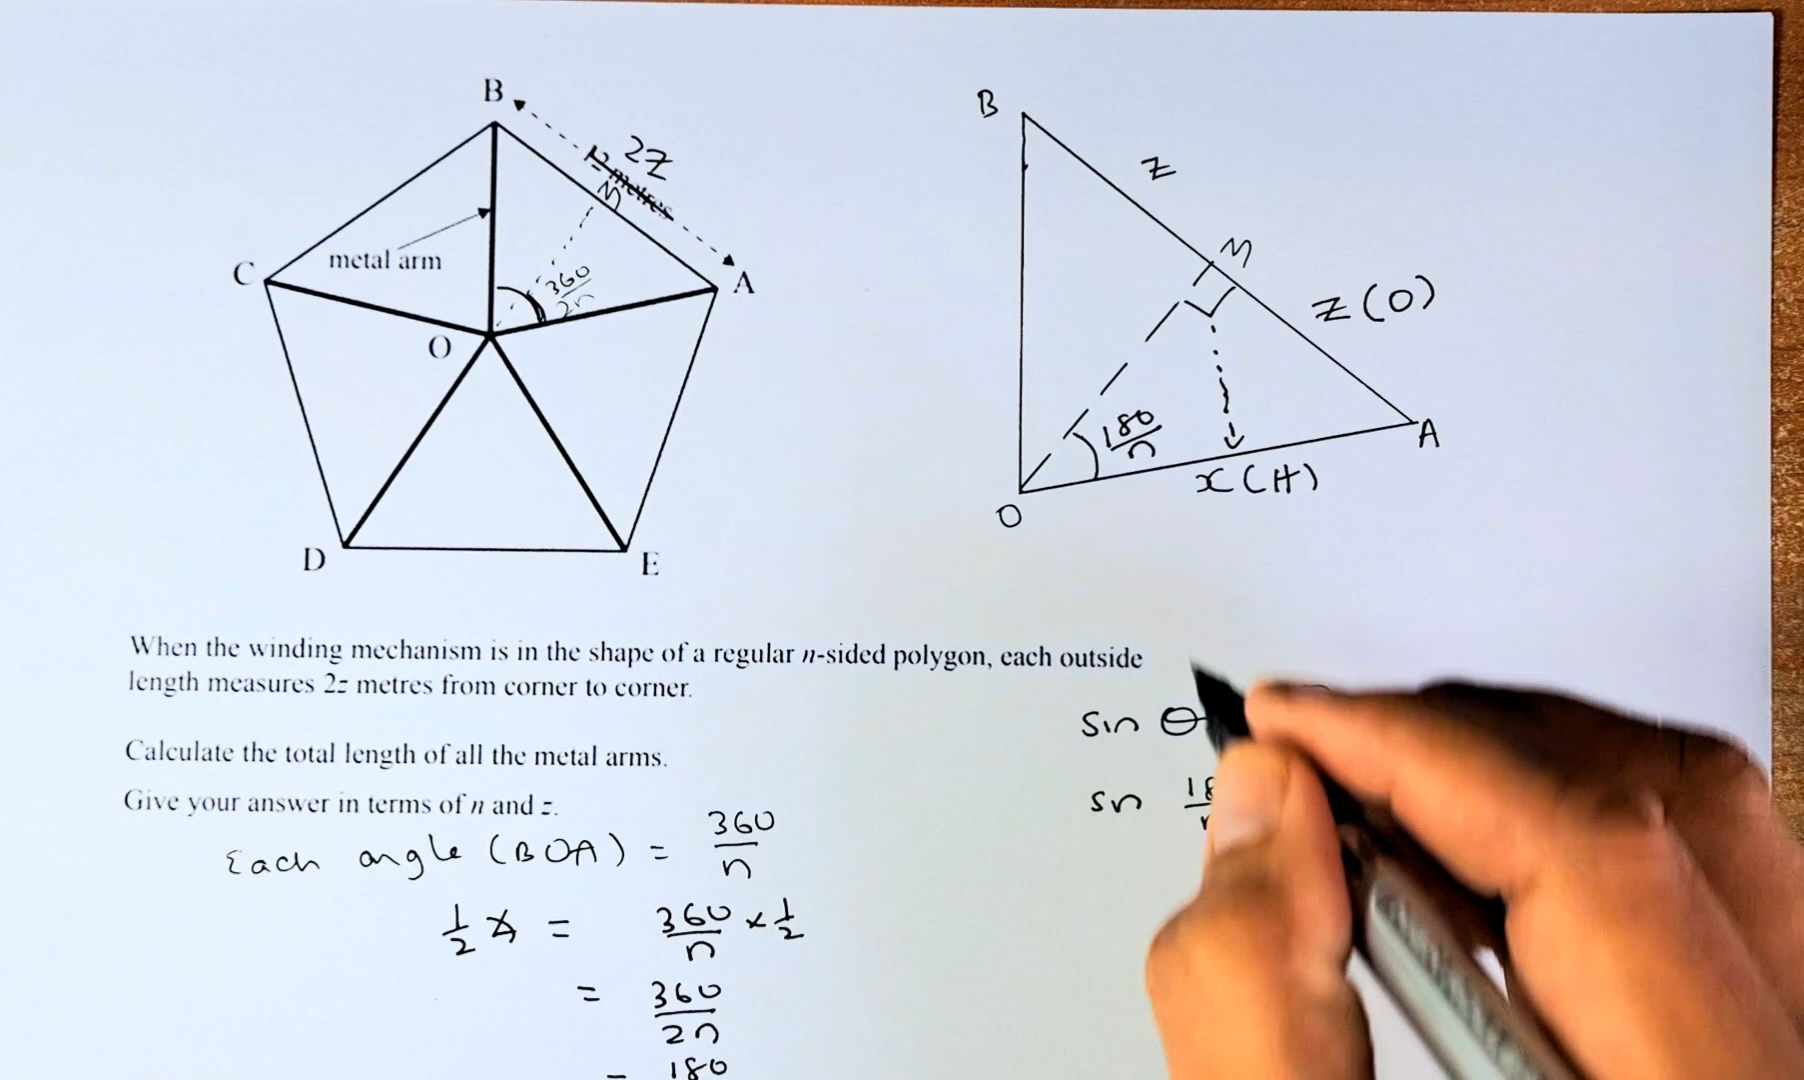 B
2z
12 metres
M
C
metal arm
360
2n
A
O
D
E
B
z
M
z (O)
180
n
A
x (H)
O
When the winding mechanism is in the shape of a regular n-sided polygon, each outside
length measures 2z metres from corner to corner.
Calculate the total length of all the metal arms.
Give your answer in terms of n and z.
Each angle (BOA) = 360
n
1/2 ∡ = 360/n × 1/2
= 360
2n
= 180
sin θ
sn